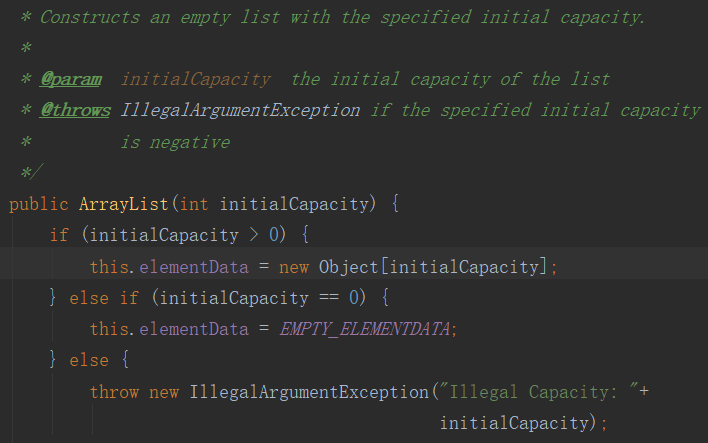 * Constructs an empty list with the specified initial capacity.
*
* @param  initialCapacity  the initial capacity of the list
* @throws IllegalArgumentException if the specified initial capacity
*         is negative
*/
public ArrayList(int initialCapacity) {
    if (initialCapacity > 0) {
        this.elementData = new Object[initialCapacity];
    } else if (initialCapacity == 0) {
        this.elementData = EMPTY_ELEMENTDATA;
    } else {
        throw new IllegalArgumentException("Illegal Capacity: "+
                                           initialCapacity);